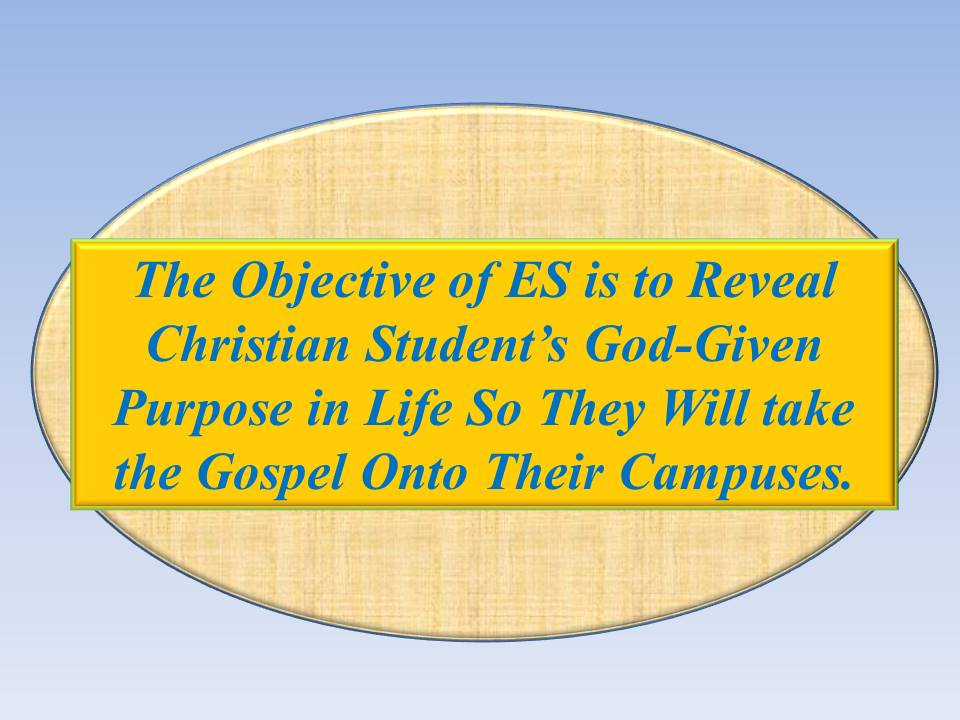 The Objective of ES is to Reveal
Christian Student’s God-Given
Purpose in Life So They Will take
the Gospel Onto Their Campuses.